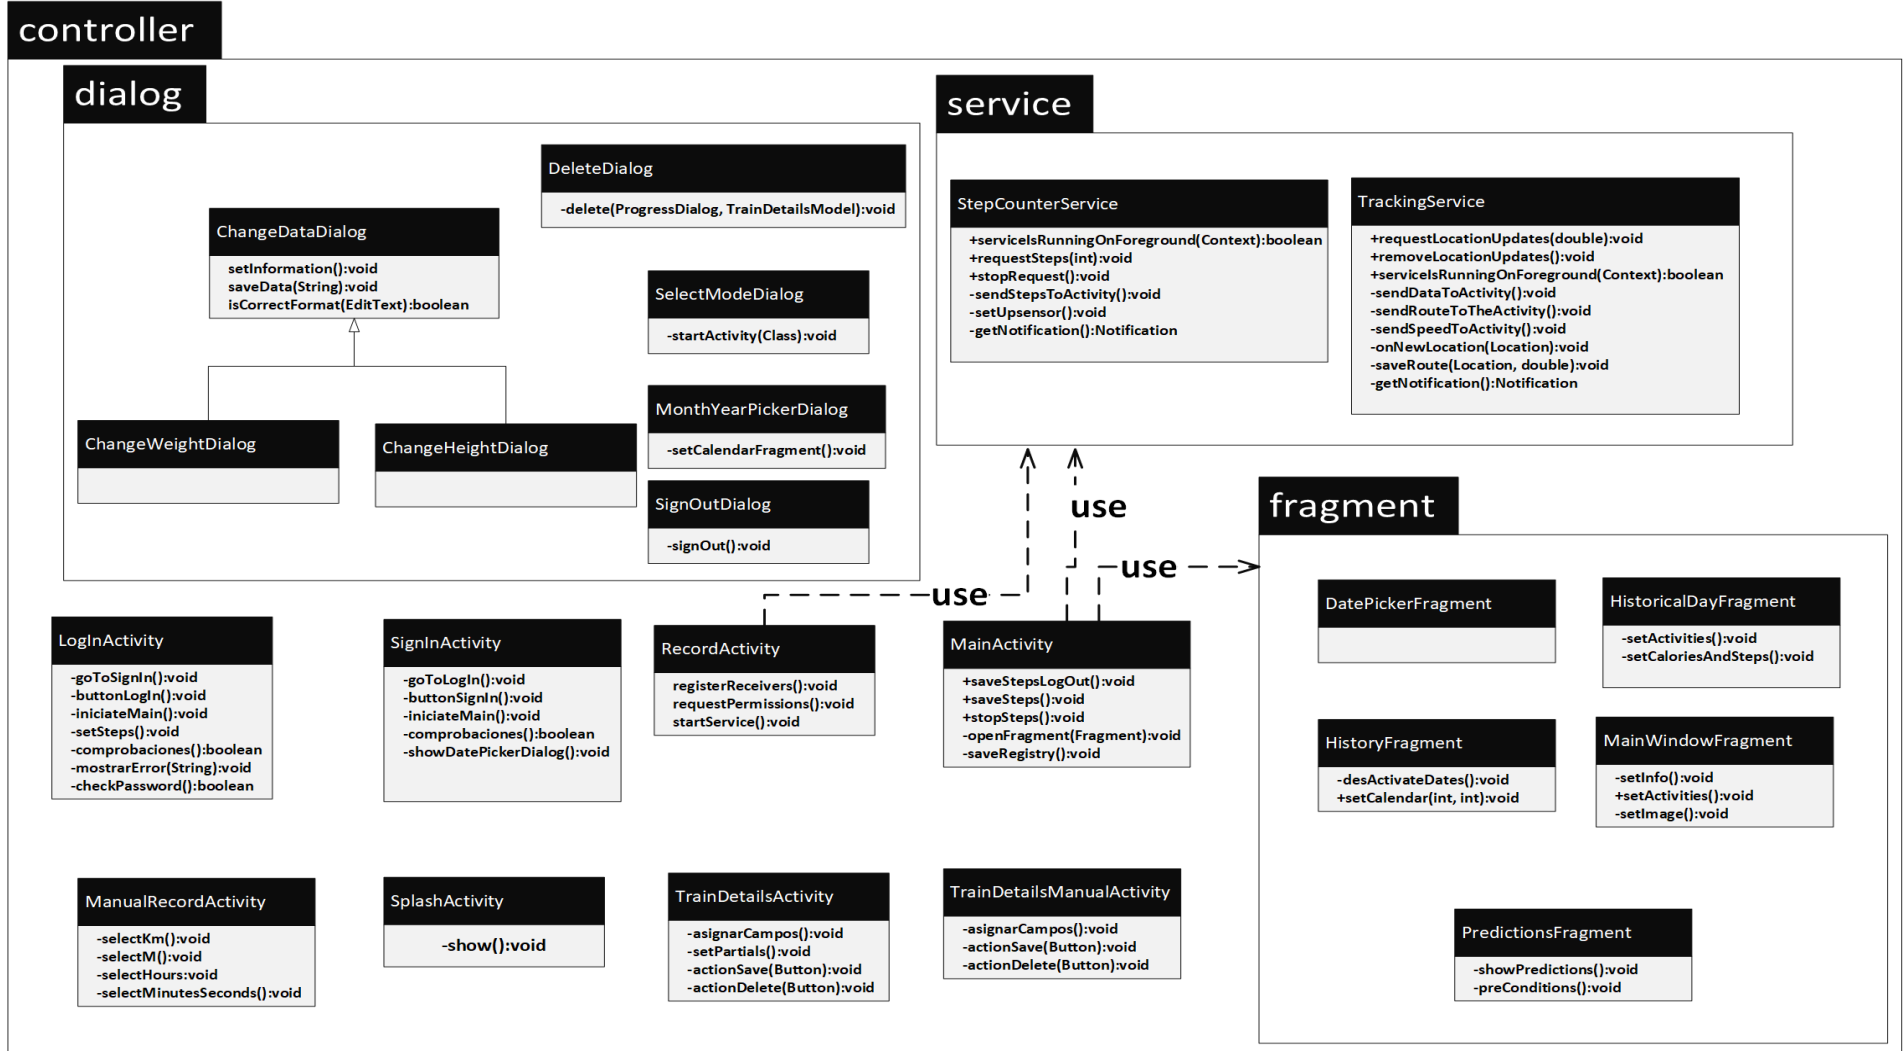 controller
dialog
DeleteDialog
-delete(ProgressDialog, TrainDetailsModel):void
ChangeDataDialog
setInformation():void
saveData(String):void
isCorrectFormat(EditText):boolean
SelectModeDialog
-startActivity(Class):void
MonthYearPickerDialog
-setCalendarFragment():void
ChangeWeightDialog
ChangeHeightDialog
SignOutDialog
-signOut():void
service
StepCounterService
+serviceIsRunningOnForeground(Context):boolean
+requestSteps(int):void
+stopRequest():void
-sendStepsToActivity():void
-setUpsensor():void
-getNotification():Notification
TrackingService
+requestLocationUpdates(double):void
+removeLocationUpdates():void
+serviceIsRunningOnForeground(Context):boolean
-sendDataToActivity():void
-sendRouteToTheActivity():void
-sendSpeedToActivity():void
-onNewLocation(Location):void
-saveRoute(Location, double):void
-getNotification():Notification
use
use
use
LogInActivity
-goToSignIn():void
-buttonLogIn():void
-iniciateMain():void
-setSteps():void
-comprobaciones():boolean
-mostrarError(String):void
-checkPassword():boolean
SignInActivity
-goToLogIn():void
-buttonSignIn():void
-iniciateMain():void
-comprobaciones():boolean
-showDatePickerDialog():void
RecordActivity
registerReceivers():void
requestPermissions():void
startService():void
MainActivity
+saveStepsLogOut():void
+saveSteps():void
+stopSteps():void
-openFragment(Fragment):void
-saveRegistry():void
ManualRecordActivity
-selectKm():void
-selectM():void
-selectHours:void
-selectMinutesSeconds():void
SplashActivity
-show():void
TrainDetailsActivity
-asignarCampos():void
-setPartials():void
-actionSave(Button):void
-actionDelete(Button):void
TrainDetailsManualActivity
-asignarCampos():void
-actionSave(Button):void
-actionDelete(Button):void
fragment
DatePickerFragment
HistoricalDayFragment
-setActivities():void
-setCaloriesAndSteps():void
HistoryFragment
-desActivateDates():void
+setCalendar(int, int):void
MainWindowFragment
-setInfo():void
+setActivities():void
-setImage():void
PredictionsFragment
-showPredictions():void
-preConditions():void